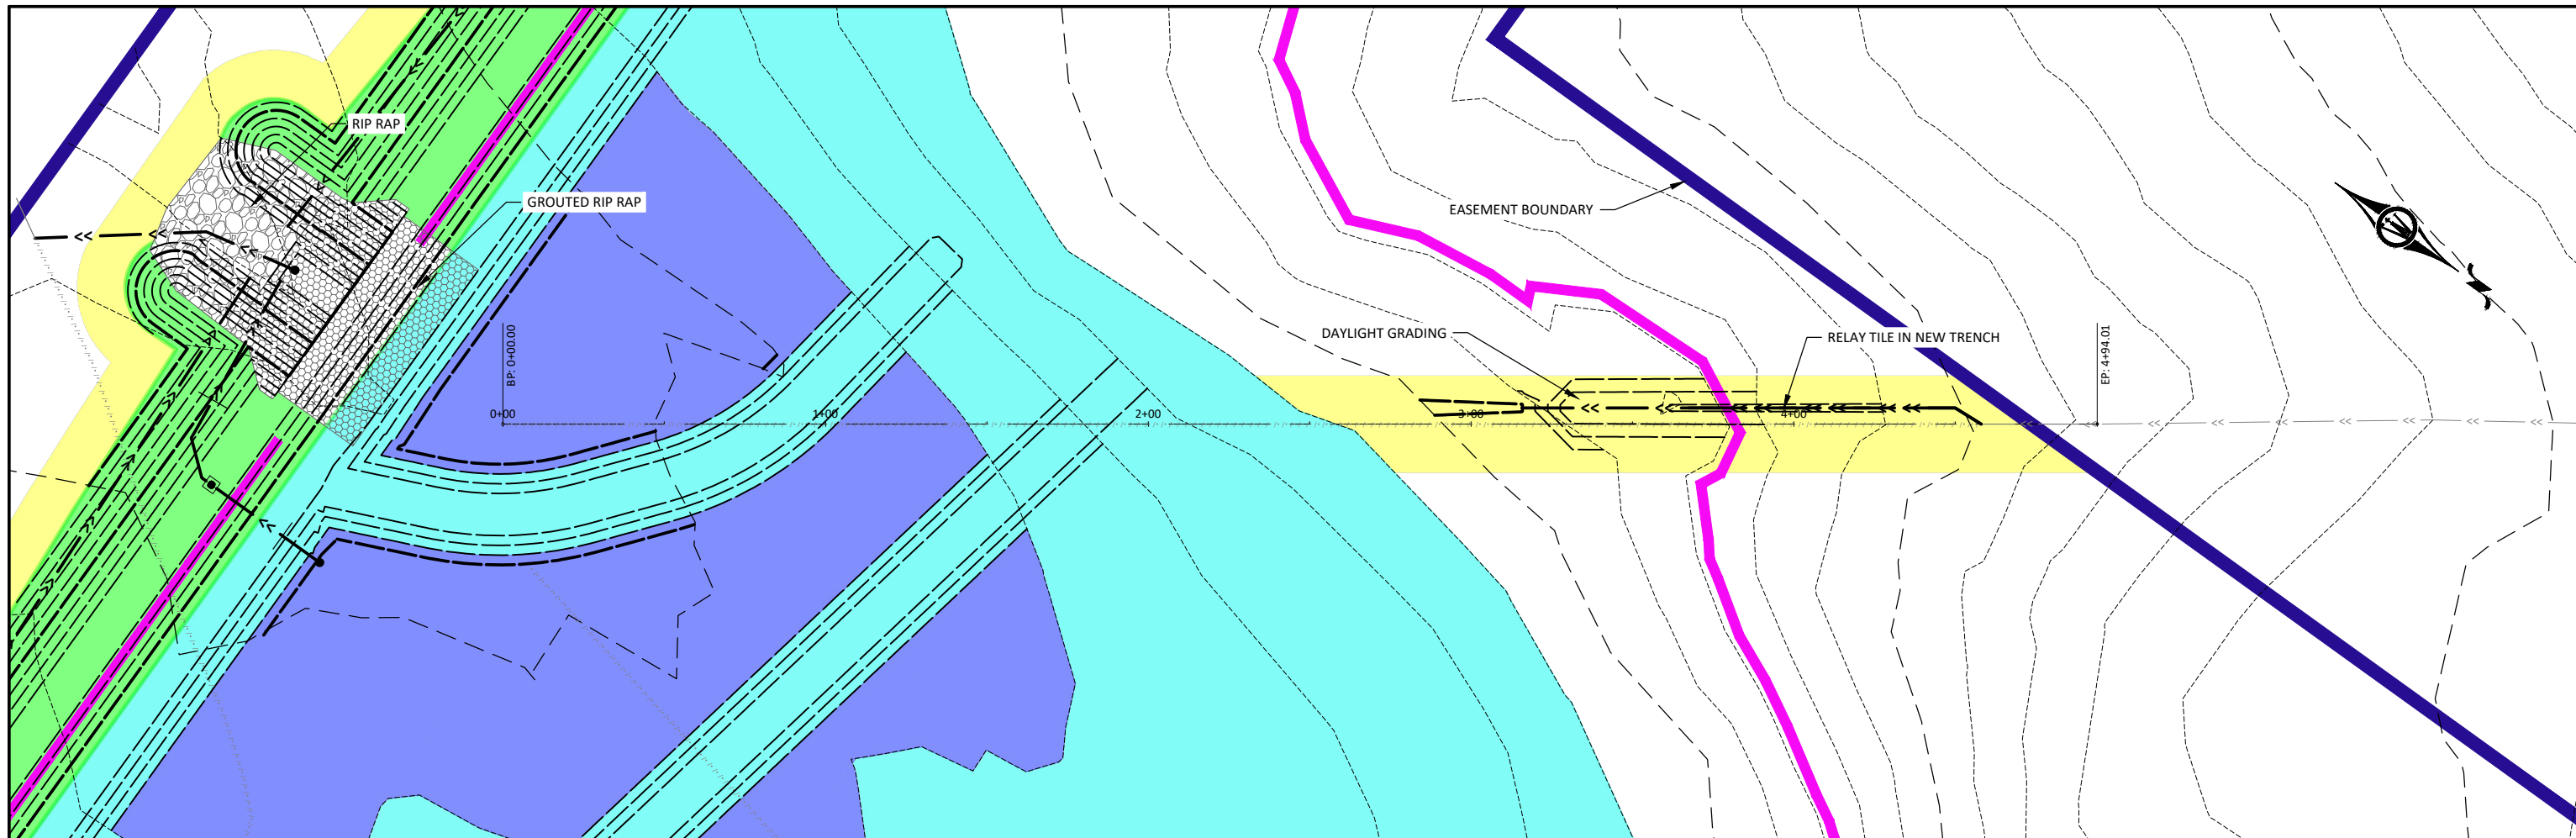 RIP RAP
GROUTED RIP RAP
EASEMENT BOUNDARY
DAYLIGHT GRADING
RELAY TILE IN NEW TRENCH
BP: 0+00.00
EP: 4+94.01
0+00
1+00
2+00
3+00
4+00